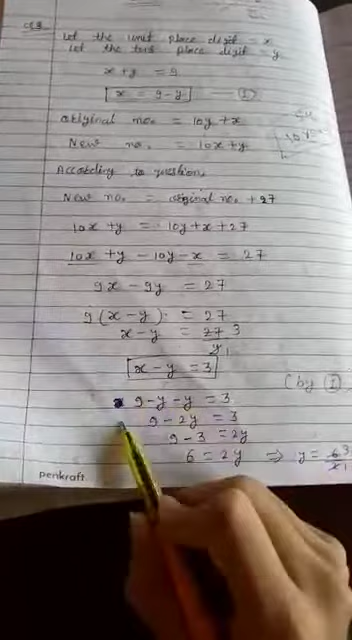 Let the unit place digit = x
Let the tens place digit = y
x + y = 9
x = 9 - y — (I)
original no. = 10y + x
New no. = 10x + y
According to question,
New no. = original no. + 27
10x + y = 10y + x + 27
10x + y - 10y - x = 27
9x - 9y = 27
9(x - y) = 27
x - y = 27 3
9 1
x - y = 3
(by I)
9 - y - y = 3
9 - 2y = 3
9 - 3 = 2y
6 = 2y ⇒ y = 6 3
2 1
penkraft